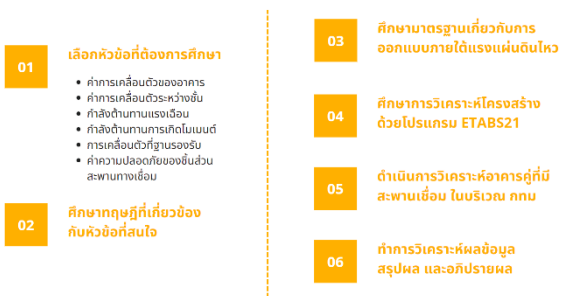 01
เลือกหัวข้อที่ต้องการศึกษา
• ค่าการเคลื่อนตัวของอาคาร
• ค่าการเคลื่อนตัวระหว่างชั้น
• กำลังต้านทานแรงเฉือน
• กำลังต้านทานการเกิดโมเมนต์
• การเคลื่อนตัวที่ฐานรองรับ
• ค่าความปลอดภัยของชิ้นส่วน
สะพานทางเชื่อม
02
ศึกษาทฤษฎีที่เกี่ยวข้อง
กับหัวข้อที่สนใจ
03
ศึกษามาตรฐานเกี่ยวกับการ
ออกแบบภายใต้แรงแผ่นดินไหว
04
ศึกษาการวิเคราะห์โครงสร้าง
ด้วยโปรแกรม ETABS21
05
ดำเนินการวิเคราะห์อาคารคู่ที่มี
สะพานเชื่อม ในบริเวณ กทม
06
ทำการวิเคราะห์ผลข้อมูล
สรุปผล และอภิปรายผล